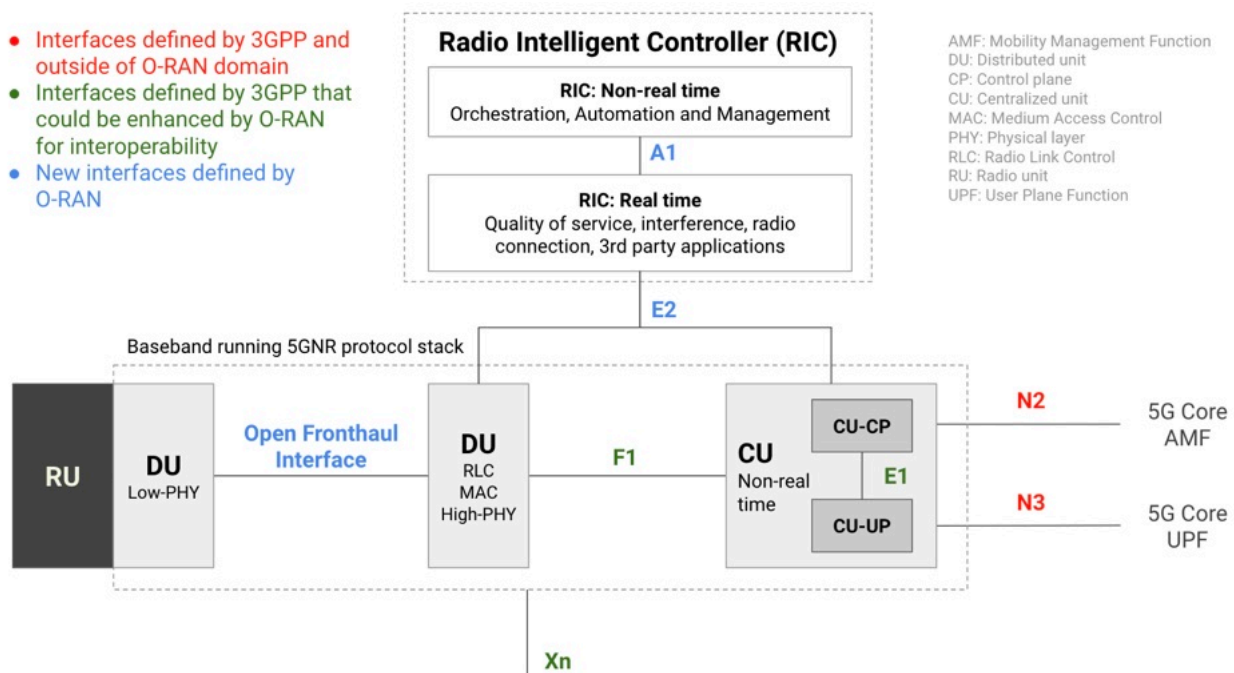 ● Interfaces defined by 3GPP and
outside of O-RAN domain
● Interfaces defined by 3GPP that
could be enhanced by O-RAN
for interoperability
● New interfaces defined by
O-RAN
Radio Intelligent Controller (RIC)
RIC: Non-real time
Orchestration, Automation and Management
A1
RIC: Real time
Quality of service, interference, radio
connection, 3rd party applications
E2
AMF: Mobility Management Function
DU: Distributed unit
CP: Control plane
CU: Centralized unit
MAC: Medium Access Control
PHY: Physical layer
RLC: Radio Link Control
RU: Radio unit
UPF: User Plane Function
Baseband running 5GNR protocol stack
RU
DU
Low-PHY
Open Fronthaul
Interface
DU
RLC
MAC
High-PHY
F1
CU
Non-real
time
CU-CP
E1
CU-UP
N2
5G Core
AMF
N3
5G Core
UPF
Xn